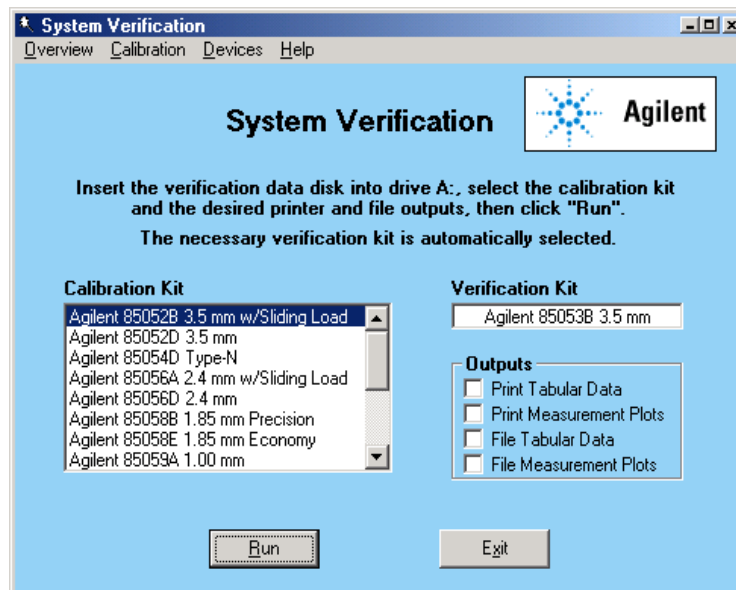 System Verification
Overview Calibration Devices Help
System Verification
Agilent
Insert the verification data disk into drive A:, select the calibration kit
and the desired printer and file outputs, then click "Run".
The necessary verification kit is automatically selected.
Calibration Kit
Agilent 85052B 3.5 mm w/Sliding Load
Agilent 85052D 3.5 mm
Agilent 85054D Type-N
Agilent 85056A 2.4 mm w/Sliding Load
Agilent 85056D 2.4 mm
Agilent 85058B 1.85 mm Precision
Agilent 85058E 1.85 mm Economy
Agilent 85059A 1.00 mm
Verification Kit
Agilent 85053B 3.5 mm
Outputs
Print Tabular Data
Print Measurement Plots
File Tabular Data
File Measurement Plots
Run
Exit